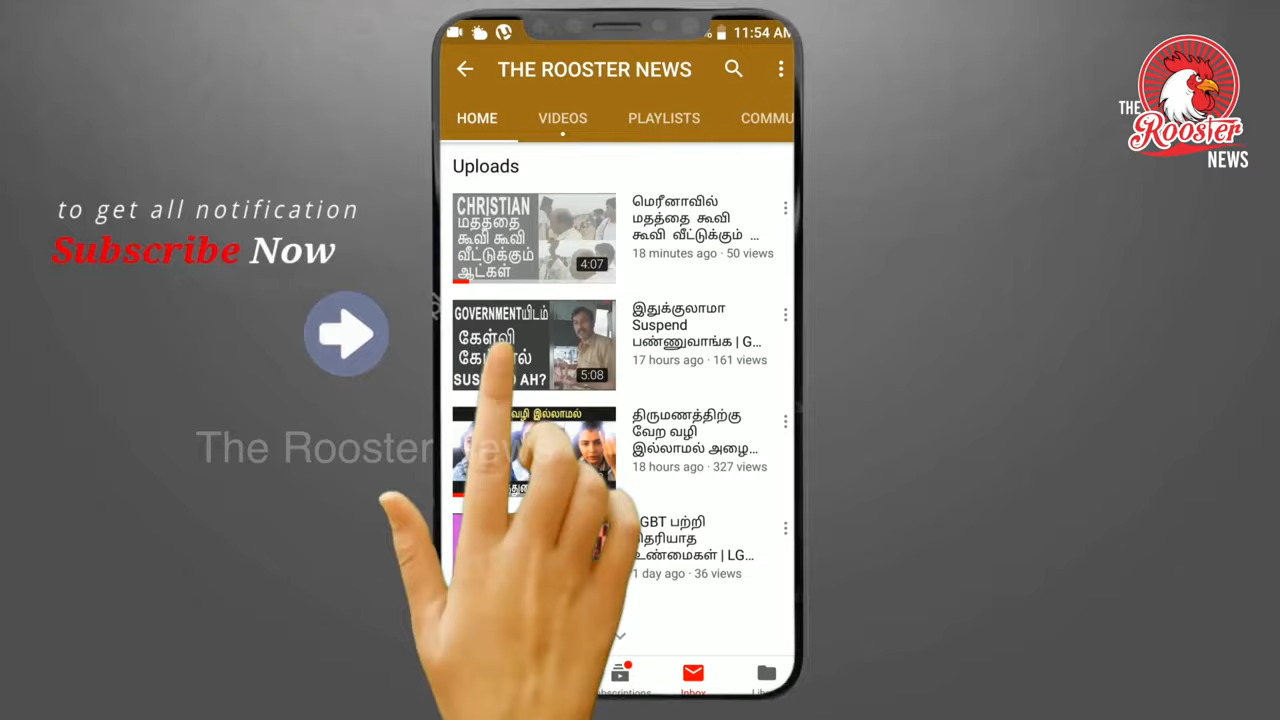 11:54 AM
THE ROOSTER NEWS
HOME VIDEOS PLAYLISTS COMMU
Uploads
CHRISTIAN
மதத்தை
கூவி கூவி
வீட்டுக்கும்
ஆட்கள்
4:07
மெரீனாவில்
மதத்தை கூவி
கூவி வீட்டுக்கும் ...
18 minutes ago · 50 views
GOVERNMENTயிடம்
கேள்வி
AH?
5:08
இதுக்குலாமா
Suspend
பண்ணுவாங்க | G...
17 hours ago · 161 views
வழி இல்லாமல்
திருமணத்திற்கு
வேற வழி
இல்லாமல் அழை...
18 hours ago · 327 views
பற்றி
உண்மைகள் | LG...
1 day ago · 36 views
Inbox
to get all notification
Subscribe Now
The Rooster News
THE
Rooster
NEWS